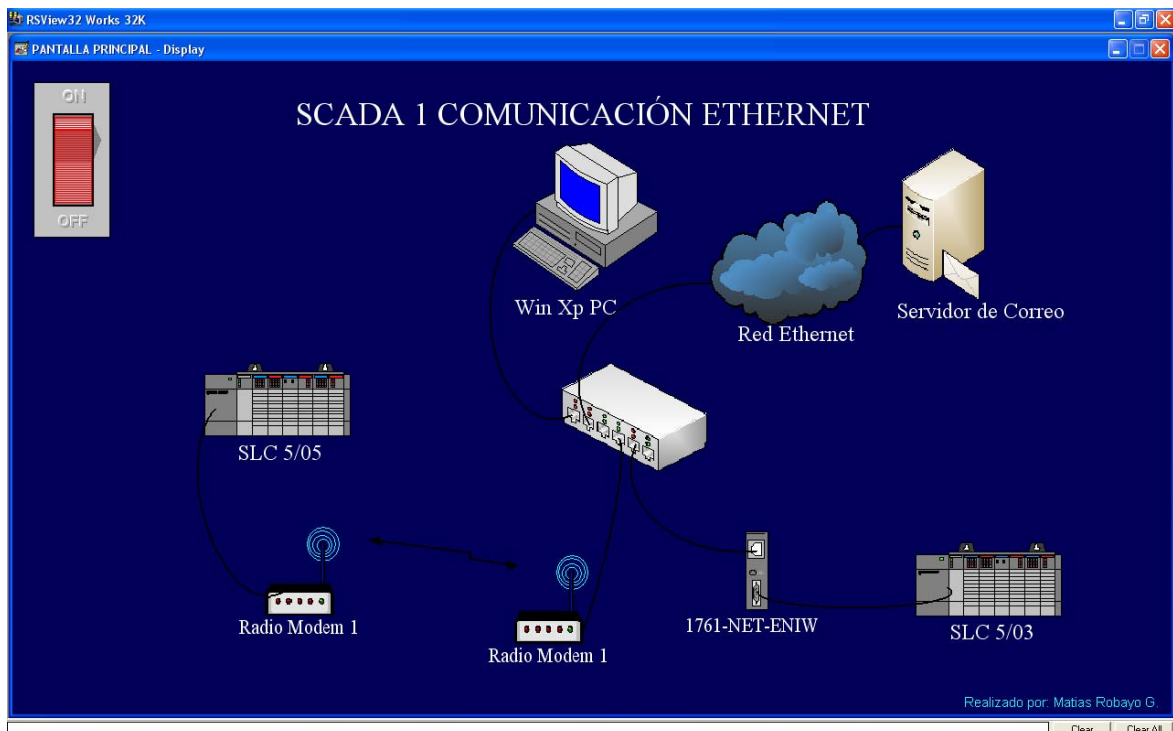 RSView32 Works 32K
PANTALLA PRINCIPAL - Display
ON
OFF
SCADA 1 COMUNICACIÓN ETHERNET
Win Xp PC
Red Ethernet
Servidor de Correo
SLC 5/05
Radio Modem 1
Radio Modem 1
1761-NET-ENIW
SLC 5/03
Realizado por: Matias Robayo G.
Clear
Clear All